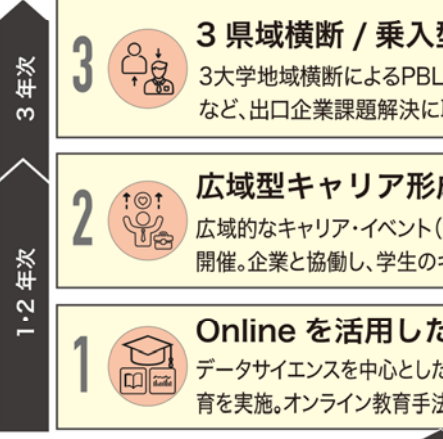 3 年次
3
3 県域横断 / 乗入
3大学地域横断によるPBL
など、出口企業課題解決に
1・2 年次
2
広域型キャリア形
広域的なキャリア・イベント(
開催。企業と協働し、学生の
1
Online を活用した
データサイエンスを中心とした
育を実施。オンライン教育手法